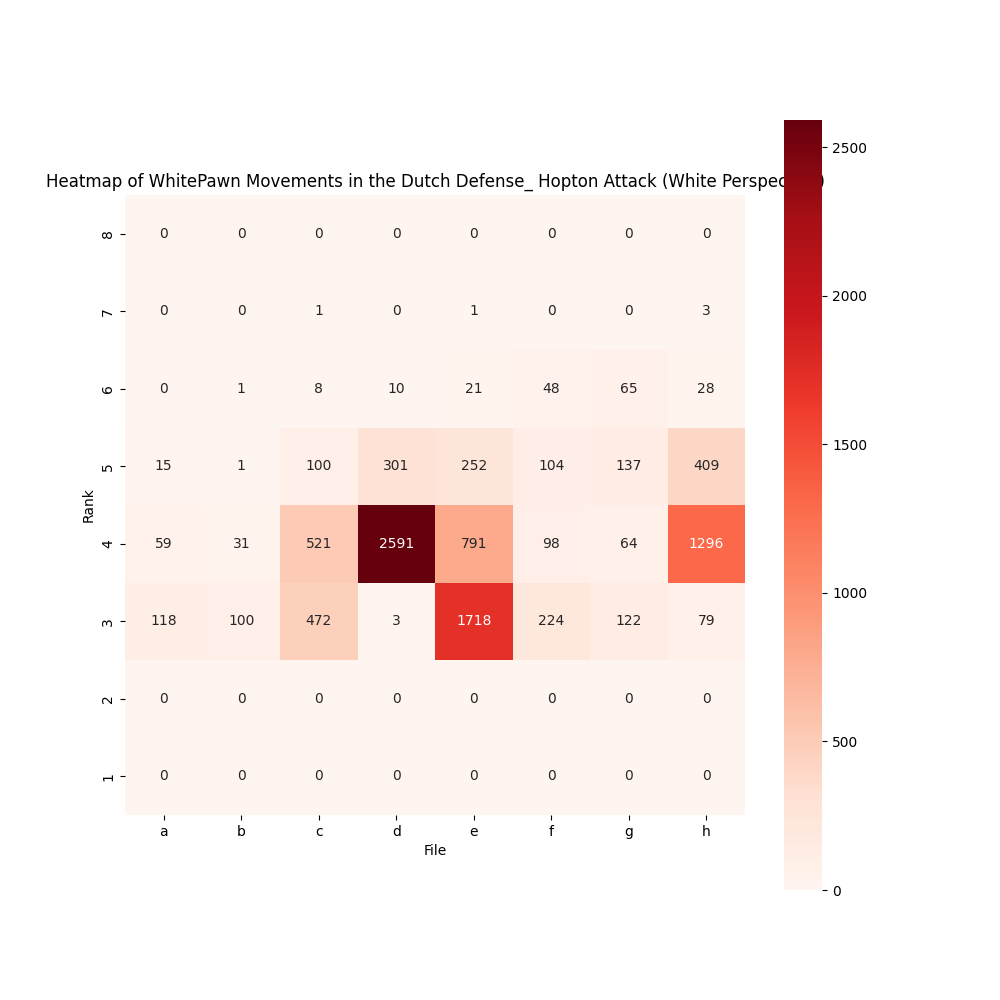 Heatmap of WhitePawn Movements in the Dutch Defense_ Hopton Attack (White Perspec )
2500
2000
1500
1000
500
0
Rank
8 0 0 0 0 0 0 0 0
7 0 0 1 0 1 0 0 3
6 0 1 8 10 21 48 65 28
5 15 1 100 301 252 104 137 409
4 59 31 521 2591 791 98 64 1296
3 118 100 472 3 1718 224 122 79
2 0 0 0 0 0 0 0 0
1 0 0 0 0 0 0 0 0
a b c d e f g h
File